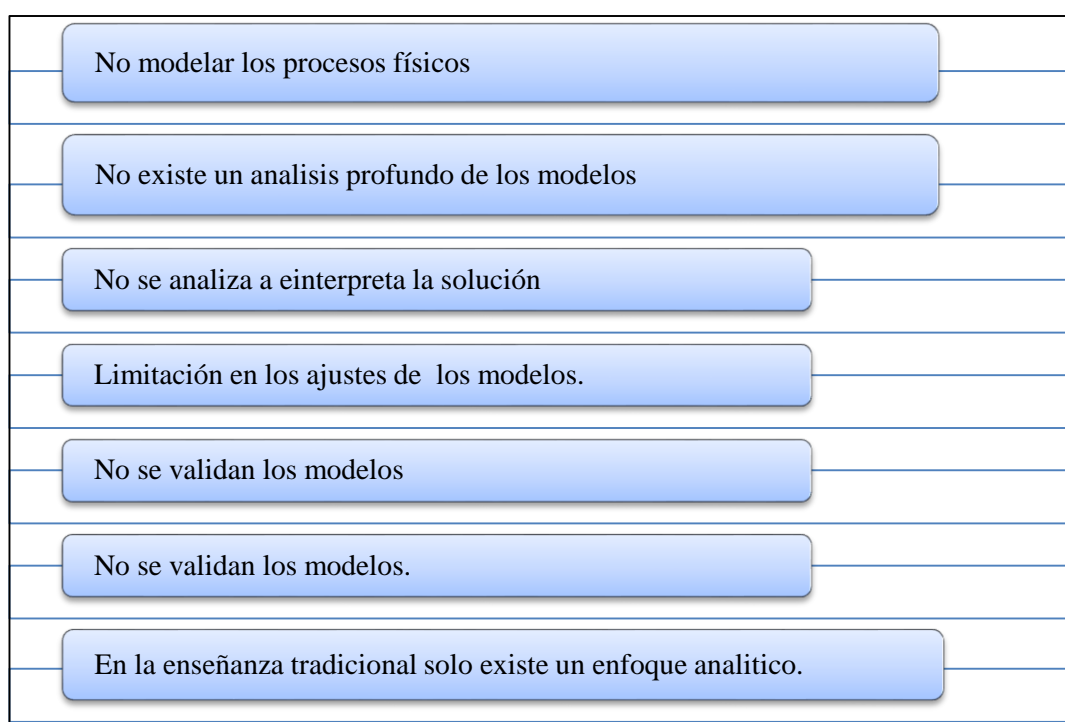 No modelar los procesos físicos
No existe un analisis profundo de los modelos
No se analiza a einterpreta la solución
Limitación en los ajustes de  los modelos.
No se validan los modelos
No se validan los modelos.
En la enseñanza tradicional solo existe un enfoque analitico.